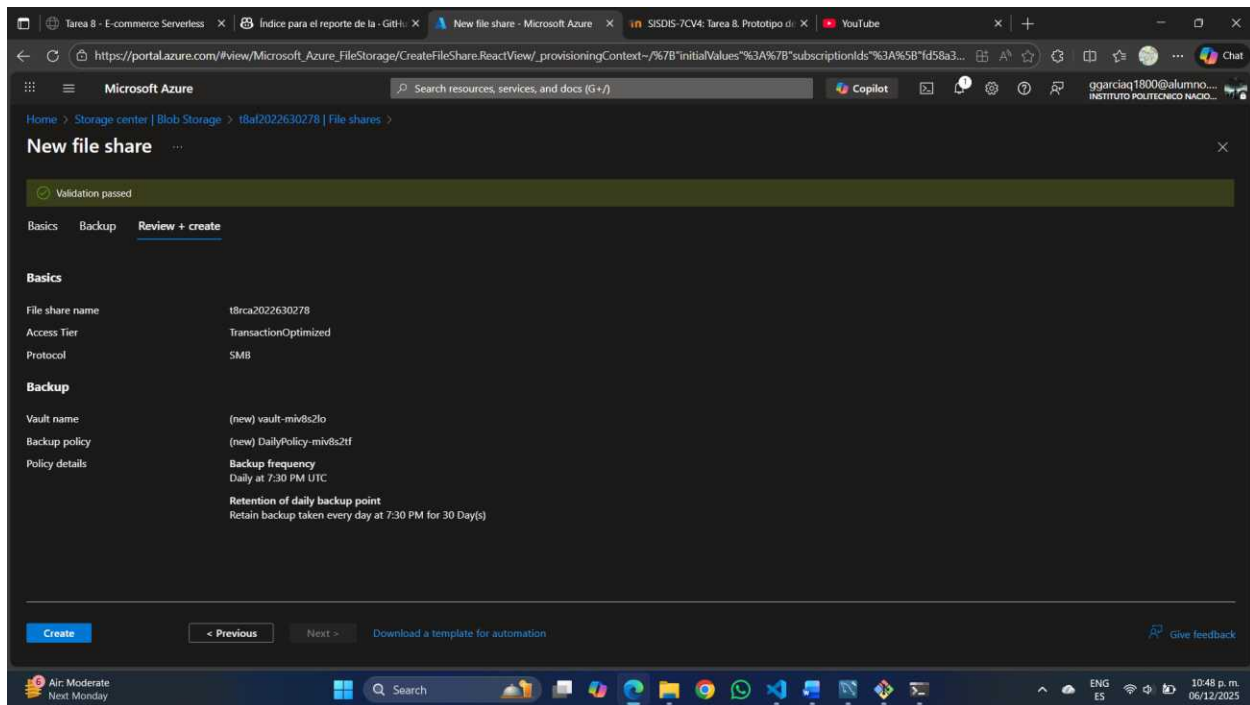 Tarea 8 - E-commerce Serverless
Índice para el reporte de la - GitHu
New file share - Microsoft Azure
SISDIS-7CV4: Tarea 8. Prototipo de
YouTube
https://portal.azure.com/#view/Microsoft_Azure_FileStorage/CreateFileShare.ReactView/_provisioningContext~/%7B"initialValues"%3A%7B"subscriptionIds"%3A%5B"fd58a3...
Chat
Microsoft Azure
Search resources, services, and docs (G+/)
Copilot
1
ggarciaq1800@alumno....
INSTITUTO POLITECNICO NACIO...
Home > Storage center | Blob Storage > t8af2022630278 | File shares >
New file share ...
Validation passed
Basics Backup Review + create
Basics
File share name t8rca2022630278
Access Tier TransactionOptimized
Protocol SMB
Backup
Vault name (new) vault-miv8s2lo
Backup policy (new) DailyPolicy-miv8s2tf
Policy details Backup frequency
Daily at 7:30 PM UTC
Retention of daily backup point
Retain backup taken every day at 7:30 PM for 30 Day(s)
Create < Previous Next > Download a template for automation Give feedback
6 Air: Moderate
Next Monday
Search
ENG
ES
10:48 p. m.
06/12/2025